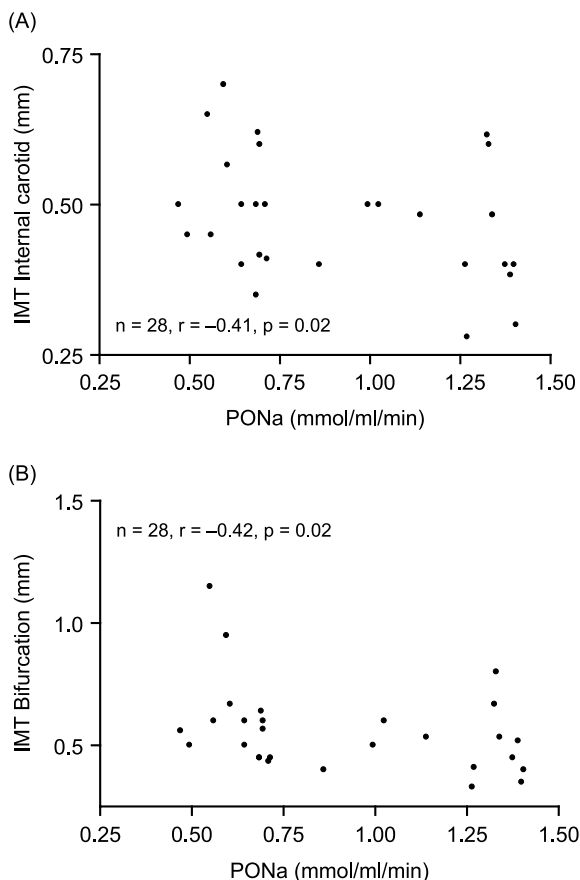 (A)
0.75
0.50
0.25
IMT Internal carotid (mm)
n = 28, r = –0.41, p = 0.02
0.25 0.50 0.75 1.00 1.25 1.50
PONa (mmol/ml/min)
(B)
1.5
1.0
0.5
IMT Bifurcation (mm)
n = 28, r = –0.42, p = 0.02
0.25 0.50 0.75 1.00 1.25 1.50
PONa (mmol/ml/min)